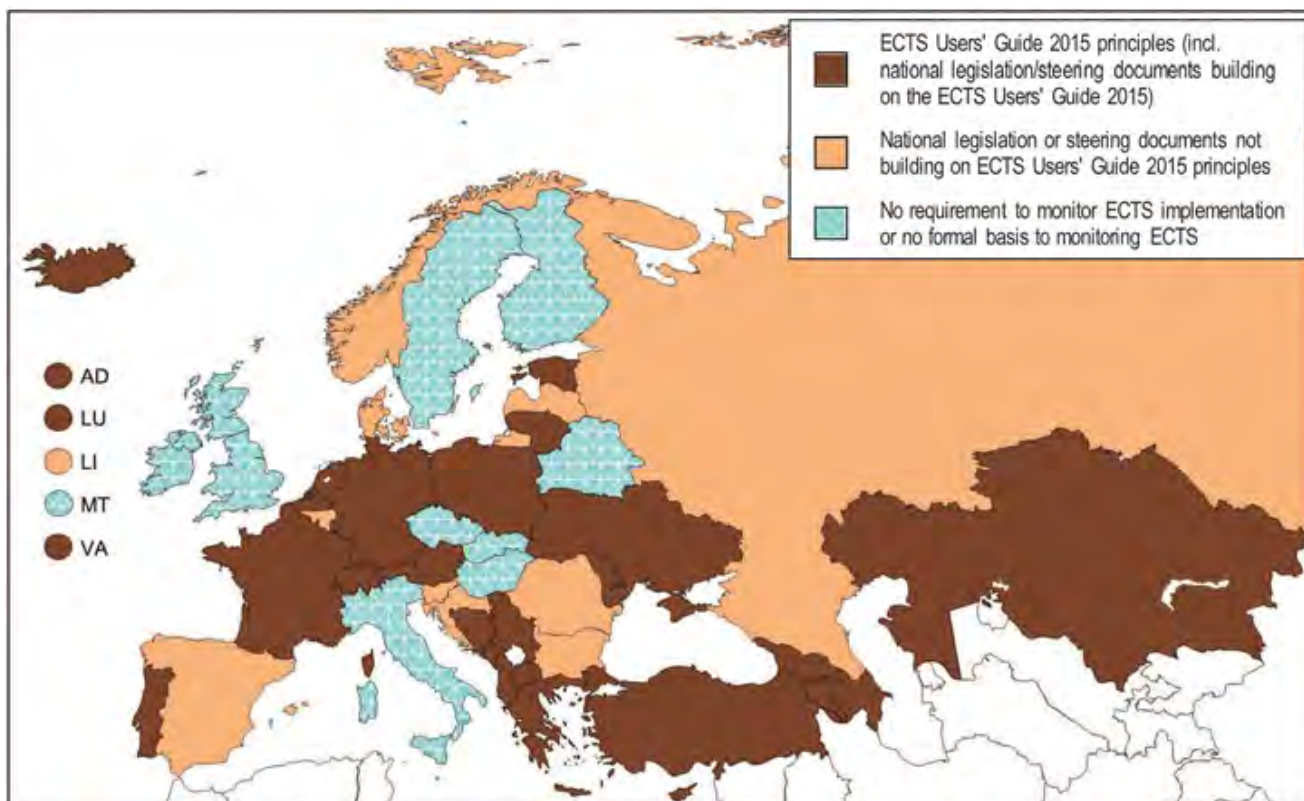 ECTS Users' Guide 2015 principles (incl.
national legislation/steering documents building
on the ECTS Users' Guide 2015)
National legislation or steering documents not
building on ECTS Users' Guide 2015 principles
No requirement to monitor ECTS implementation
or no formal basis to monitoring ECTS
AD
LU
LI
MT
VA